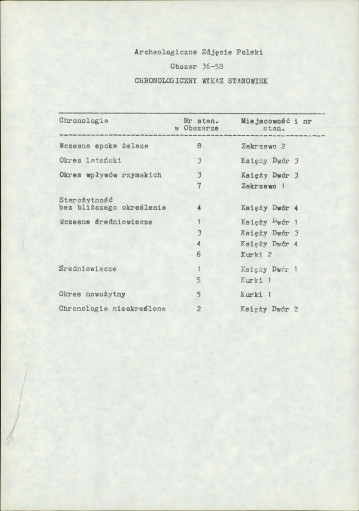 Archeologiczne Zdjęcie Polski
Obszar 36-58
CHRONOLOGICZNY WYKAZ STANOWISK
Chronologia Nr stan. w Obszarze Miejscowość i nr stan.
Wczesna epoka żelaza 8 Zakrzewo 2
Okres lateński 3 Księży Dwór 3
Okres wpływów rzymskich 3 Księży Dwór 3
7 Zakrzewo 1
Starożytność
bez bliższego określenia 4 Księży Dwór 4
Wczesne średniowiecze 1 Księży Dwór 1
3 Księży Dwór 3
4 Księży Dwór 4
6 Kurki 2
Średniowiecze 1 Księży Dwór 1
5 Kurki 1
Okres nowożytny 5 Kurki 1
Chronologia nieokreślona 2 Księży Dwór 2